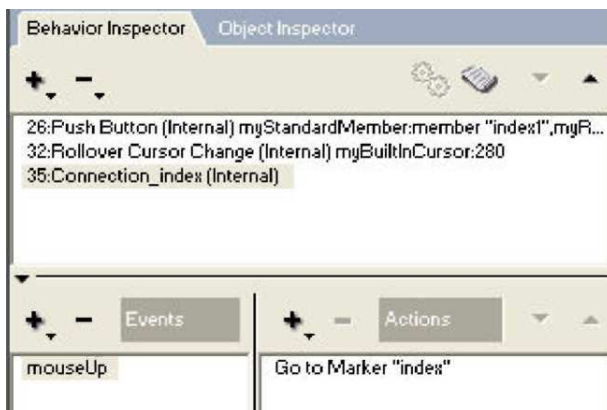 Behavior Inspector Object Inspector
26:Push Button (Internal) myStandardMember:member "index1",myR...
32:Rollover Cursor Change (Internal) myBuiltInCursor:280
35:Connection_index (Internal)
Events Actions
mouseUp Go to Marker "index"